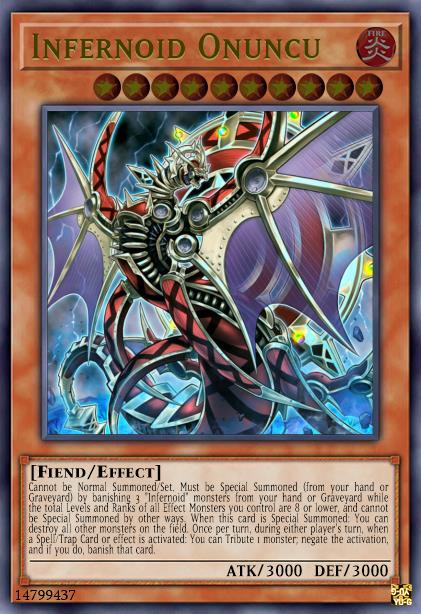 Infernoid Onuncu
FIRE
炎
[Fiend/Effect]
Cannot be Normal Summoned/Set. Must be Special Summoned (from your hand or
Graveyard) by banishing 3 "Infernoid" monsters from your hand or Graveyard while
the total Levels and Ranks of all Effect Monsters you control are 8 or lower, and cannot
be Special Summoned by other ways. When this card is Special Summoned: You can
destroy all other monsters on the field. Once per turn, during either player's turn, when
a Spell/Trap Card or effect is activated: You can Tribute 1 monster; negate the activation,
and if you do, banish that card.
ATK/3000 DEF/3000
14799437